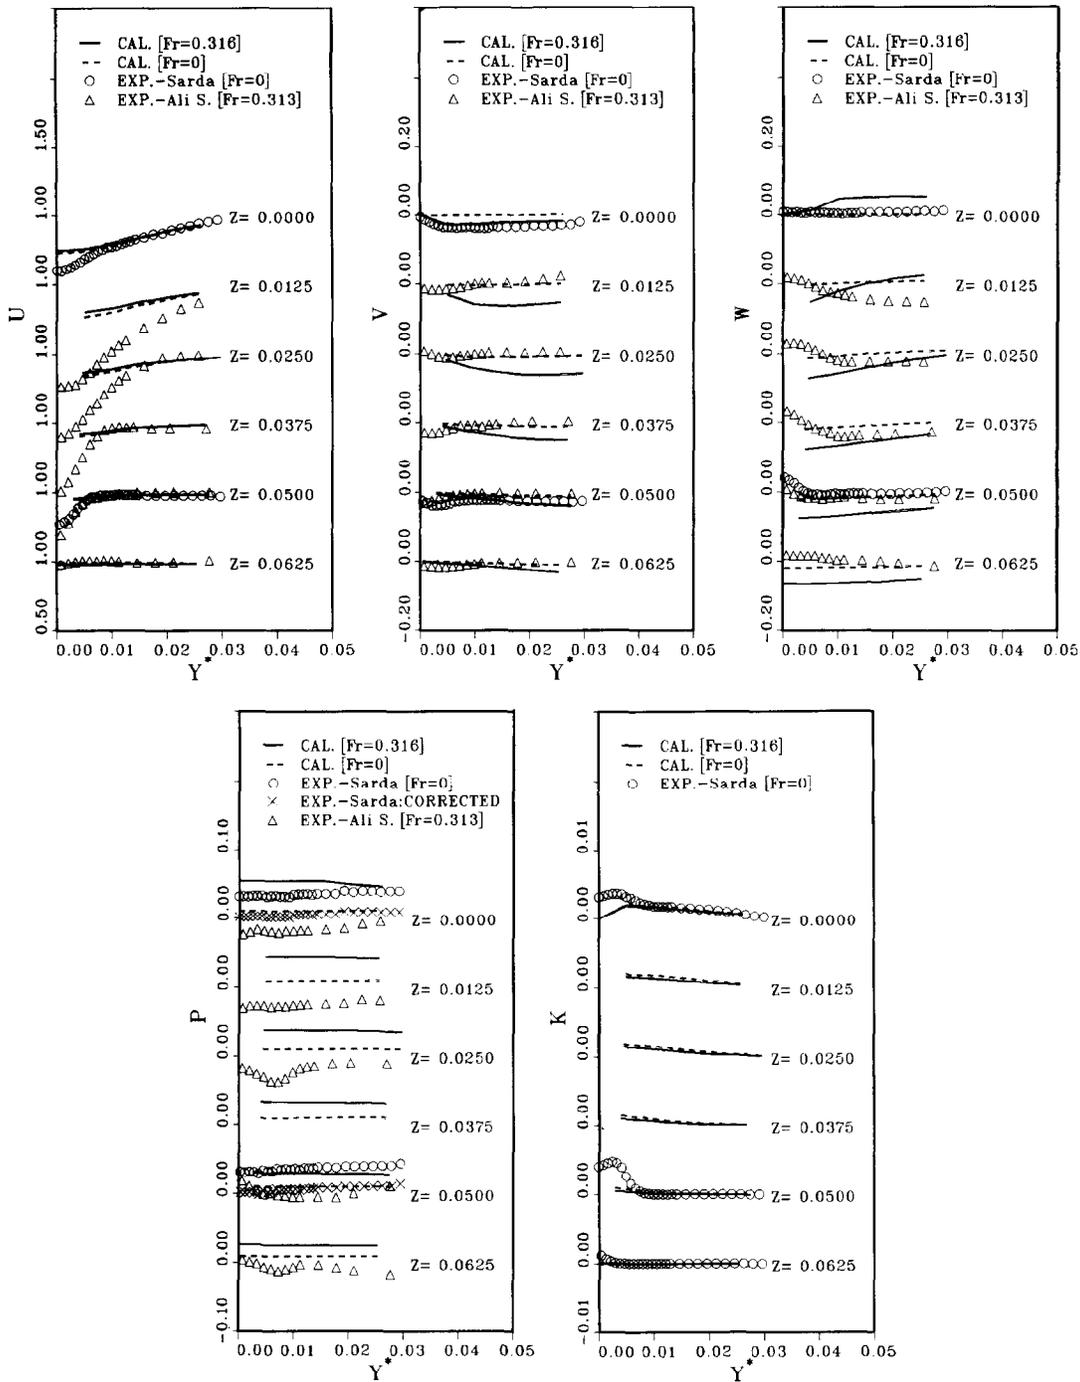 CAL. [Fr=0.316]
CAL. [Fr=0]
EXP.-Sarda [Fr=0]
EXP.-Ali S. [Fr=0.313]
1.50
1.00
1.00
1.00
1.00
1.00
1.00
0.50
U
Z= 0.0000
Z= 0.0125
Z= 0.0250
Z= 0.0375
Z= 0.0500
Z= 0.0625
0.00 0.01 0.02 0.03 0.04 0.05
Y*
CAL. [Fr=0.316]
CAL. [Fr=0]
EXP.-Sarda [Fr=0]
EXP.-Ali S. [Fr=0.313]
0.20
0.00
0.00
0.00
0.00
0.00
0.00
-0.20
V
Z= 0.0000
Z= 0.0125
Z= 0.0250
Z= 0.0375
Z= 0.0500
Z= 0.0625
0.00 0.01 0.02 0.03 0.04 0.05
Y*
CAL. [Fr=0.316]
CAL. [Fr=0]
EXP.-Sarda [Fr=0]
EXP.-Ali S. [Fr=0.313]
0.20
0.00
0.00
0.00
0.00
0.00
0.00
-0.20
W
Z= 0.0000
Z= 0.0125
Z= 0.0250
Z= 0.0375
Z= 0.0500
Z= 0.0625
0.00 0.01 0.02 0.03 0.04 0.05
Y*
CAL. [Fr=0.316]
CAL. [Fr=0]
EXP.-Sarda [Fr=0]
EXP.-Sarda:CORRECTED
EXP.-Ali S. [Fr=0.313]
0.10
0.00
0.00
0.00
0.00
0.00
0.00
-0.10
P
Z= 0.0000
Z= 0.0125
Z= 0.0250
Z= 0.0375
Z= 0.0500
Z= 0.0625
0.00 0.01 0.02 0.03 0.04 0.05
Y*
CAL. [Fr=0.316]
CAL. [Fr=0]
EXP.-Sarda [Fr=0]
0.01
0.00
0.00
0.00
0.00
0.00
0.00
-0.01
K
Z= 0.0000
Z= 0.0125
Z= 0.0250
Z= 0.0375
Z= 0.0500
Z= 0.0625
0.00 0.01 0.02 0.03 0.04 0.05
Y*